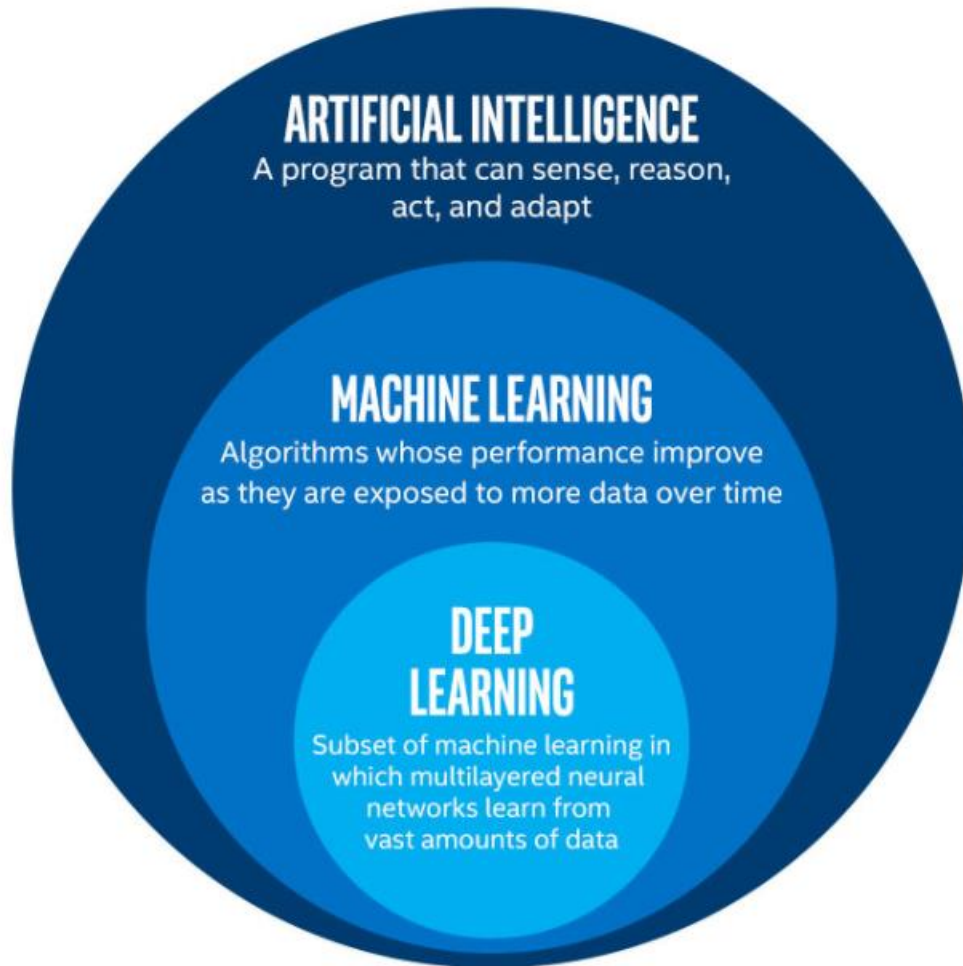 ARTIFICIAL INTELLIGENCE
A program that can sense, reason,
act, and adapt
MACHINE LEARNING
Algorithms whose performance improve
as they are exposed to more data over time
DEEP
LEARNING
Subset of machine learning in
which multilayered neural
networks learn from
vast amounts of data